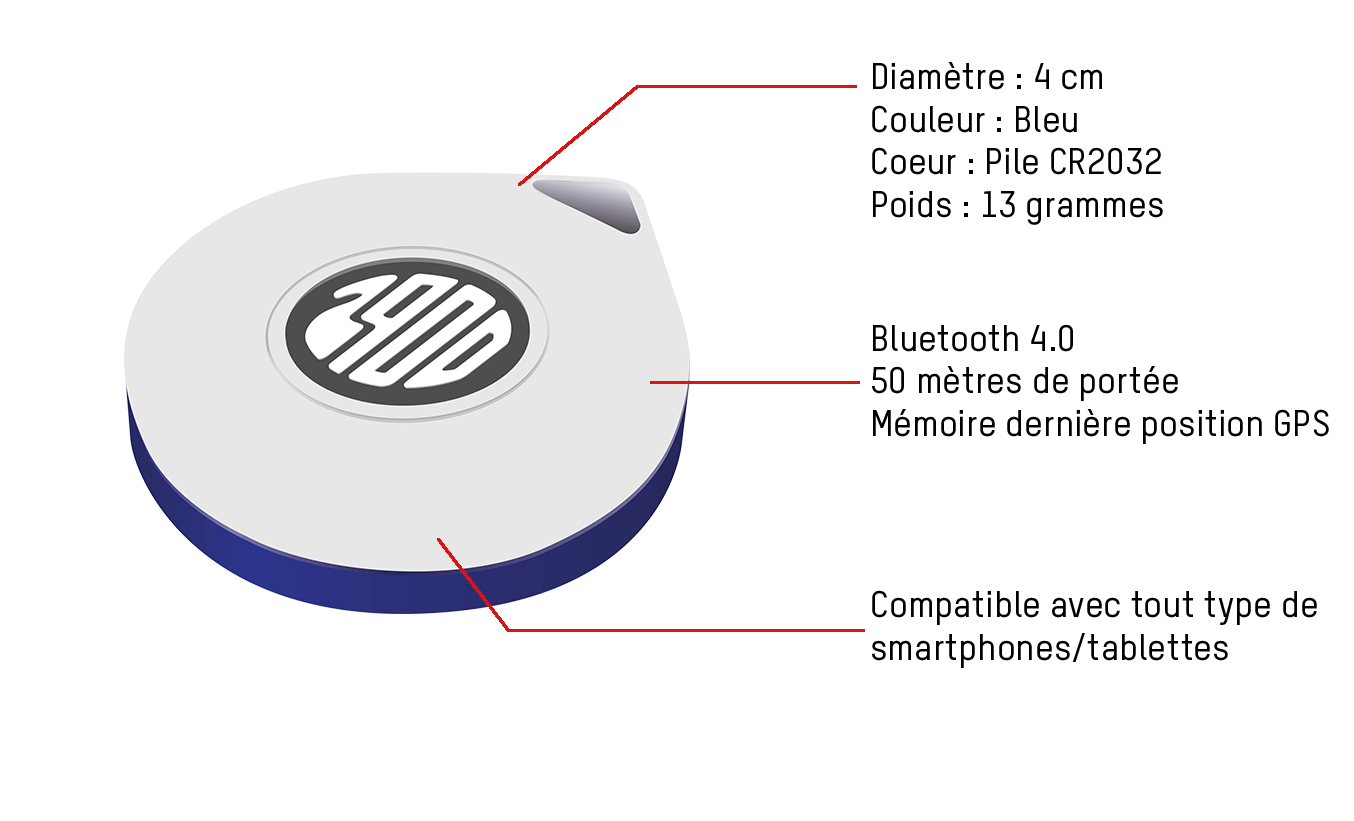 Diamètre : 4 cm
Couleur : Bleu
Coeur : Pile CR2032
Poids : 13 grammes
Bluetooth 4.0
50 mètres de portée
Mémoire dernière position GPS
Compatible avec tout type de
smartphones/tablettes